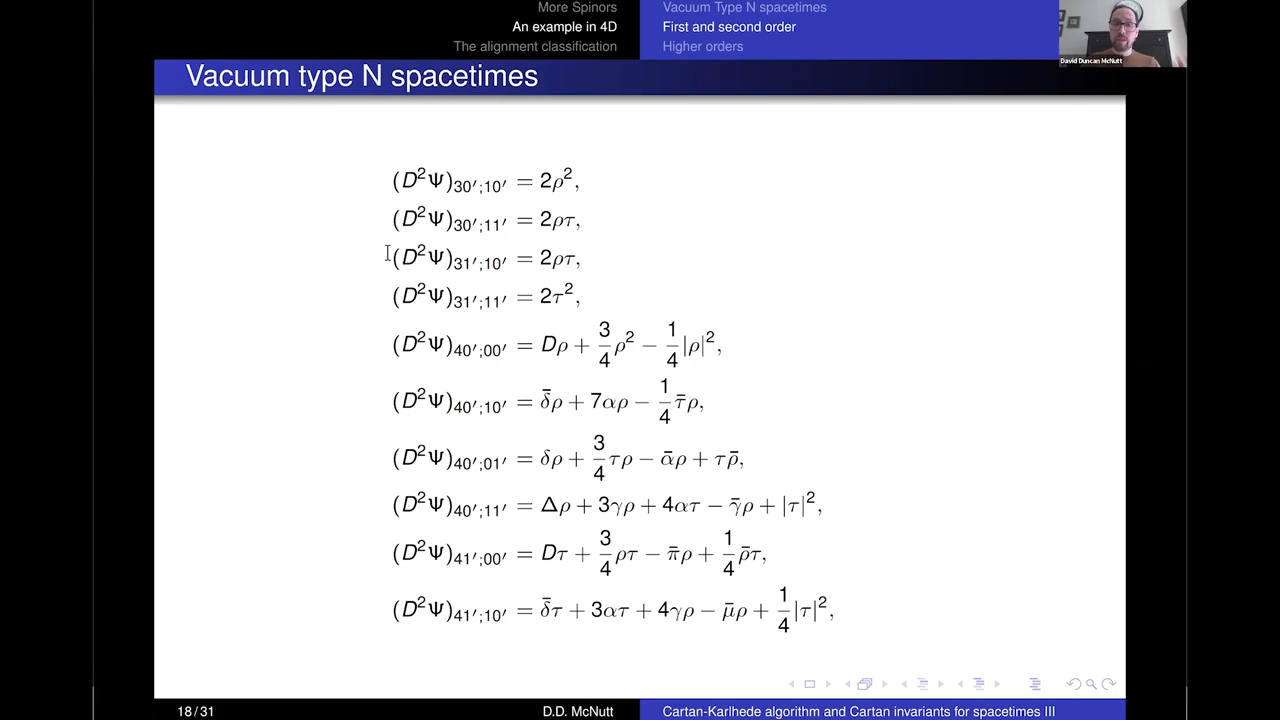 More Spinors
An example in 4D
The alignment classification
Vacuum Type N spacetimes
First and second order
Higher orders
David Duncan McNutt
Vacuum type N spacetimes
(D²Ψ)₃₀′;₁₀′ = 2ρ²,
(D²Ψ)₃₀′;₁₁′ = 2ρτ,
(D²Ψ)₃₁′;₁₀′ = 2ρτ,
(D²Ψ)₃₁′;₁₁′ = 2τ²,
(D²Ψ)₄₀′;₀₀′ = Dρ + 3/4 ρ² − 1/4 |ρ|²,
(D²Ψ)₄₀′;₁₀′ = δ̄ρ + 7αρ − 1/4 τ̄ρ,
(D²Ψ)₄₀′;₀₁′ = δρ + 3/4 τρ − ᾱρ + τρ̄,
(D²Ψ)₄₀′;₁₁′ = Δρ + 3γρ + 4ατ − γ̄ρ + |τ|²,
(D²Ψ)₄₁′;₀₀′ = Dτ + 3/4 ρτ − π̄ρ + 1/4 ρ̄τ,
(D²Ψ)₄₁′;₁₀′ = δ̄τ + 3ατ + 4γρ − μ̄ρ + 1/4 |τ|²,
18 / 31
D.D. McNutt
Cartan-Karlhede algorithm and Cartan invariants for spacetimes III